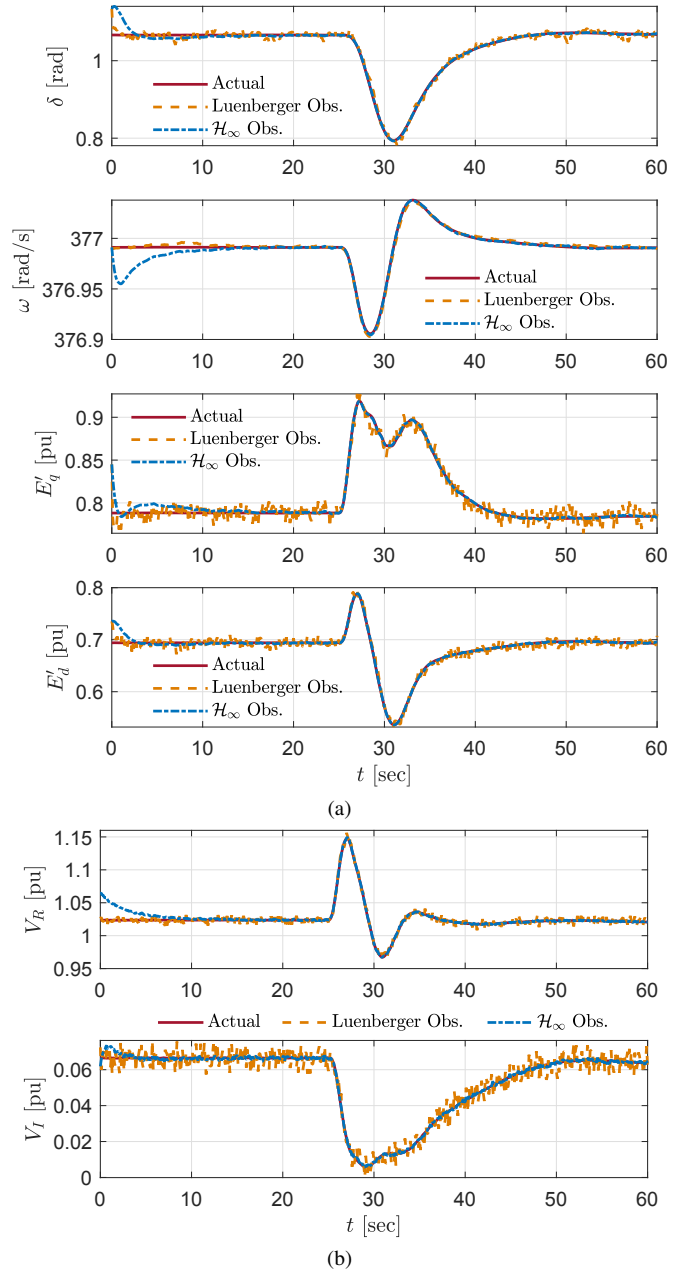 δ [rad]
1
0.8
Actual
Luenberger Obs.
ℋ∞ Obs.
0 10 20 30 40 50 60
ω [rad/s]
377
376.95
376.9
Actual
Luenberger Obs.
ℋ∞ Obs.
0 10 20 30 40 50 60
E′q [pu]
0.9
0.85
0.8
Actual
Luenberger Obs.
ℋ∞ Obs.
0 10 20 30 40 50 60
E′d [pu]
0.8
0.7
0.6
Actual
Luenberger Obs.
ℋ∞ Obs.
0 10 20 30 40 50 60
t [sec]
(a)
VR [pu]
1.15
1.1
1.05
1
0.95
0 10 20 30 40 50 60
Actual Luenberger Obs. ℋ∞ Obs.
VI [pu]
0.06
0.04
0.02
0
0 10 20 30 40 50 60
t [sec]
(b)